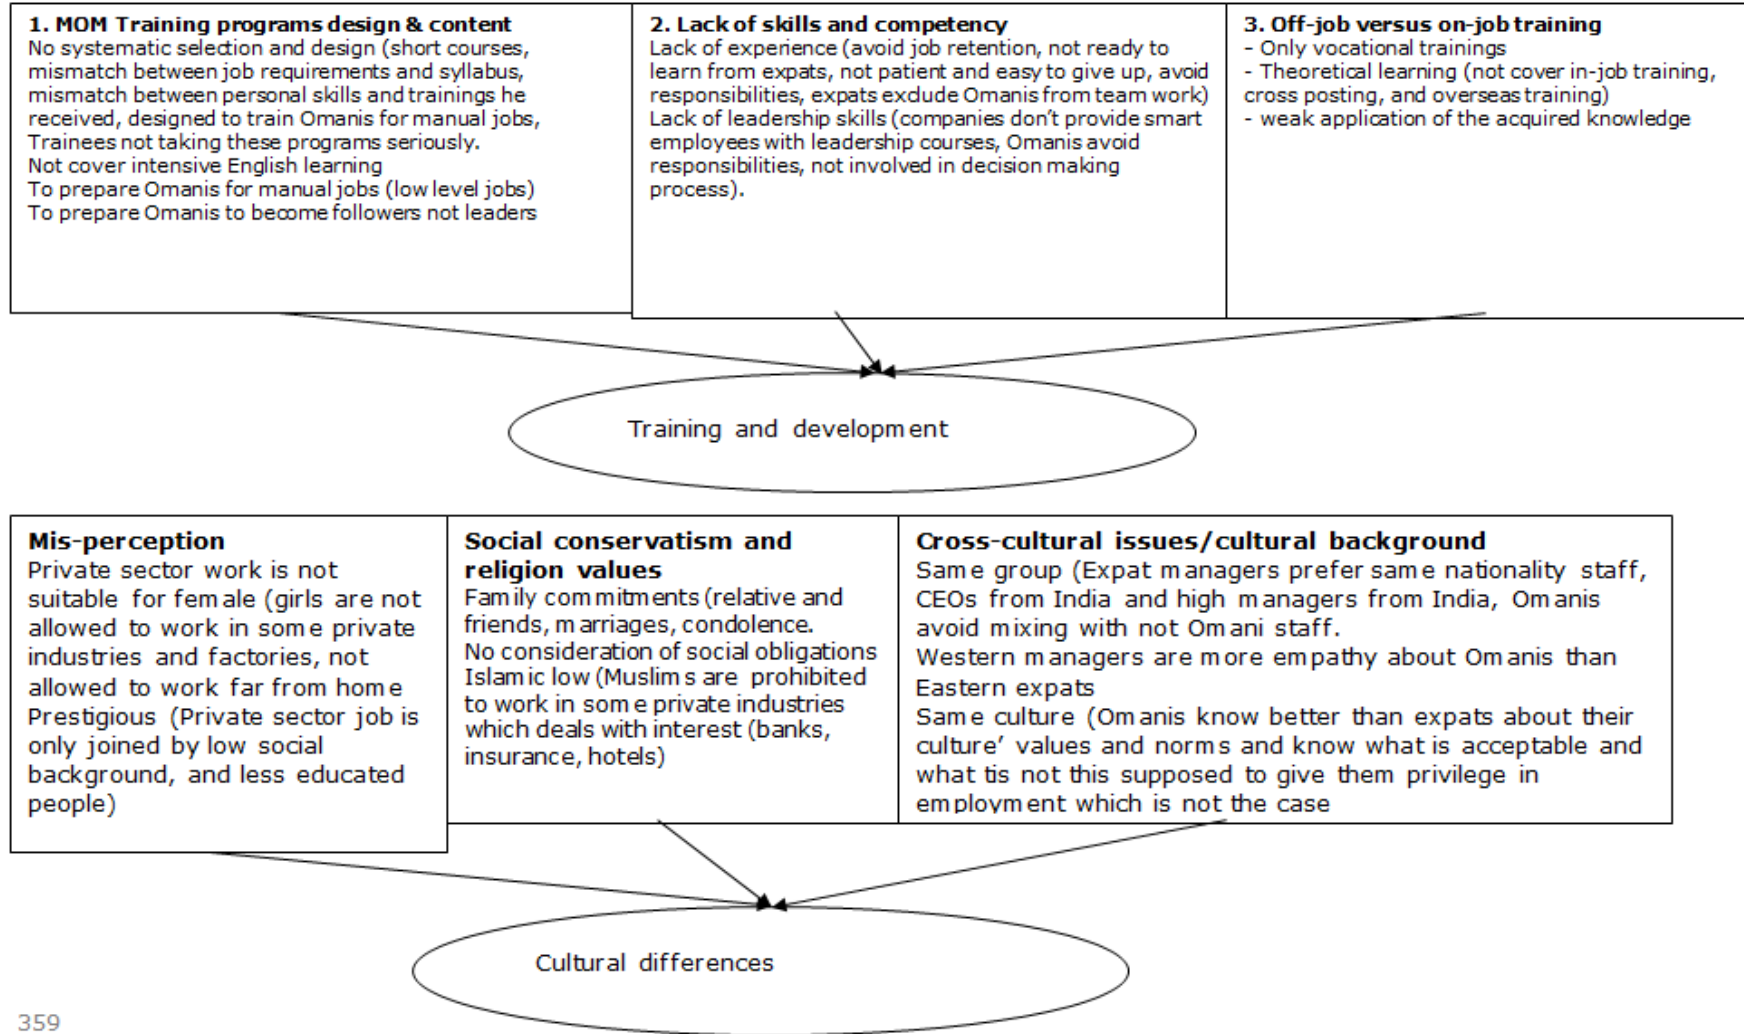 1. MOM Training programs design & content
No systematic selection and design (short courses,
mismatch between job requirements and syllabus,
mismatch between personal skills and trainings he
received, designed to train Omanis for manual jobs,
Trainees not taking these programs seriously.
Not cover intensive English learning
To prepare Omanis for manual jobs (low level jobs)
To prepare Omanis to become followers not leaders
2. Lack of skills and competency
Lack of experience (avoid job retention, not ready to
learn from expats, not patient and easy to give up, avoid
responsibilities, expats exclude Omanis from team work)
Lack of leadership skills (companies don't provide smart
employees with leadership courses, Omanis avoid
responsibilities, not involved in decision making
process).
3. Off-job versus on-job training
- Only vocational trainings
- Theoretical learning (not cover in-job training,
cross posting, and overseas training)
- weak application of the acquired knowledge
Training and development
Mis-perception
Private sector work is not
suitable for female (girls are not
allowed to work in some private
industries and factories, not
allowed to work far from home
Prestigious (Private sector job is
only joined by low social
background, and less educated
people)
Social conservatism and
religion values
Family commitments (relative and
friends, marriages, condolence.
No consideration of social obligations
Islamic low (Muslims are prohibited
to work in some private industries
which deals with interest (banks,
insurance, hotels)
Cross-cultural issues/cultural background
Same group (Expat managers prefer same nationality staff,
CEOs from India and high managers from India, Omanis
avoid mixing with not Omani staff.
Western managers are more empathy about Omanis than
Eastern expats
Same culture (Omanis know better than expats about their
culture' values and norms and know what is acceptable and
what tis not this supposed to give them privilege in
employment which is not the case
Cultural differences
359